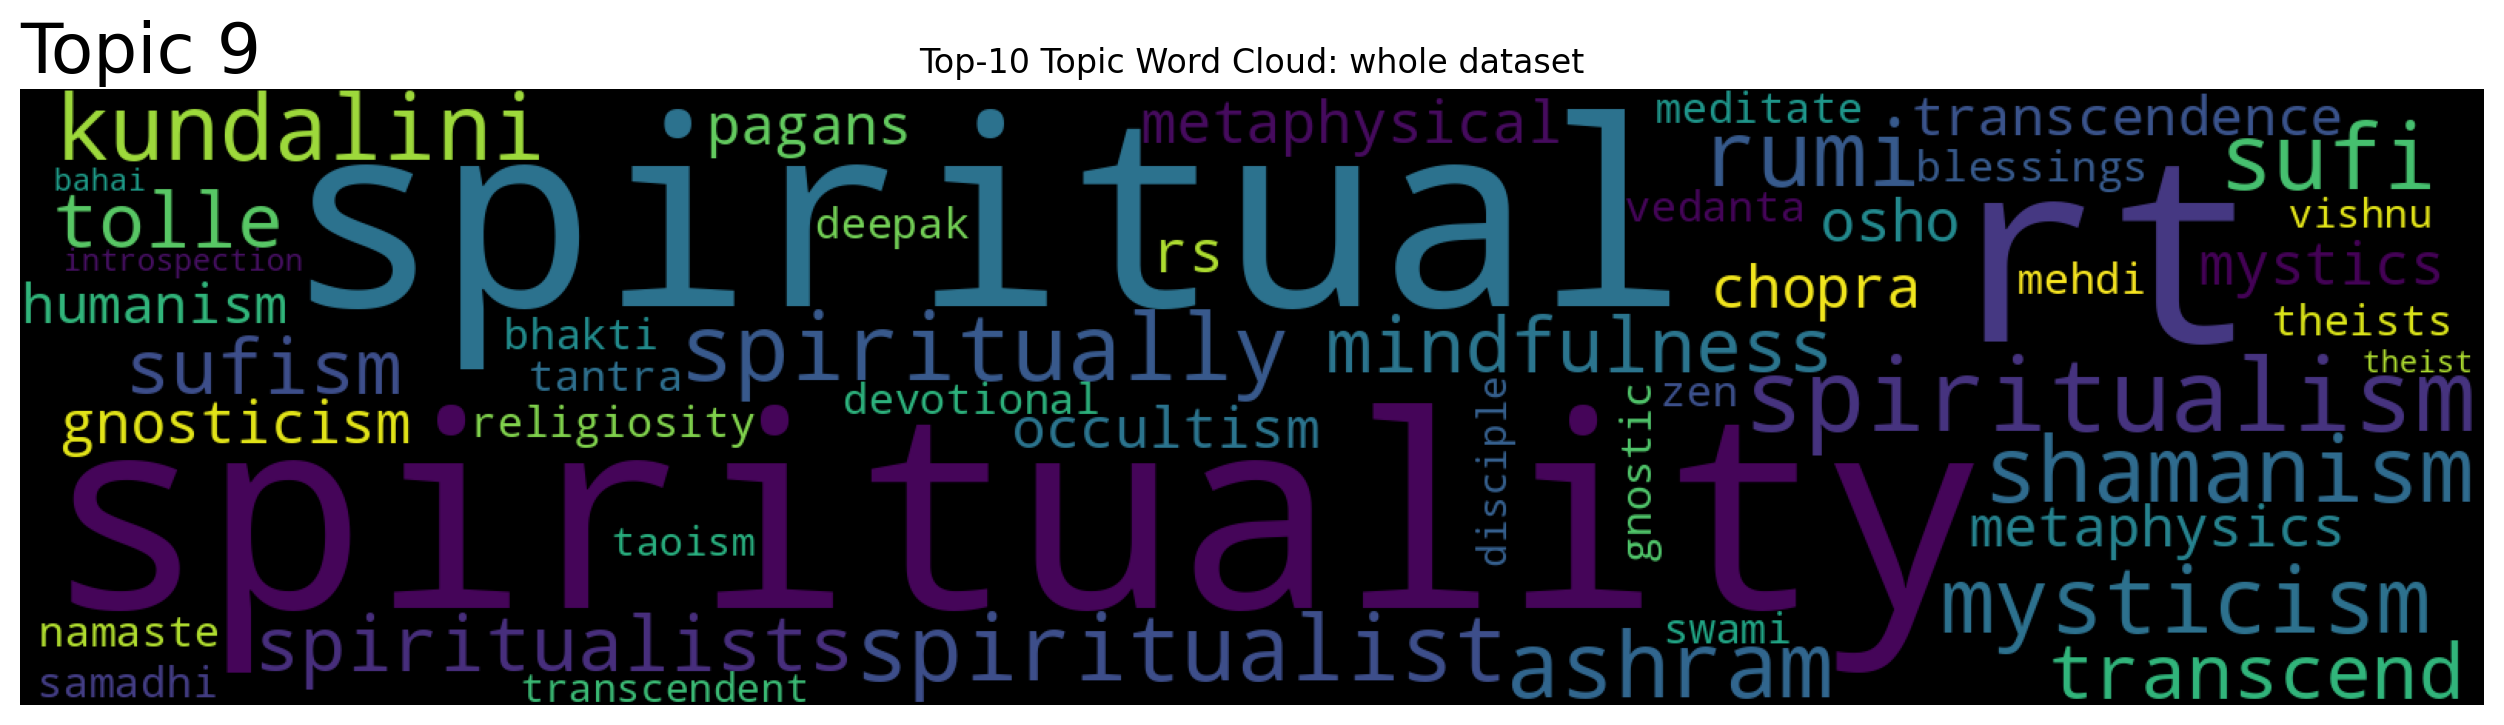 Topic 9
Top-10 Topic Word Cloud: whole dataset
kundalini
pagans
metaphysical
meditate
transcendence
spiritual
rumi
sufi
bahai
blessings
rt
tolle
deepak
rs
vedanta
osho
vishnu
introspection
mystics
humanism
chopra
mehdi
theists
bhakti
spiritually
mindfulness
sufism
tantra
theist
devotional
disciple
zen
spiritualism
gnosticism
religiosity
occultism
gnostic
spirituality
shamanism
taoism
metaphysics
mysticism
namaste
spiritualists
spiritualist
swami
ashram
samadhi
transcendent
transcend